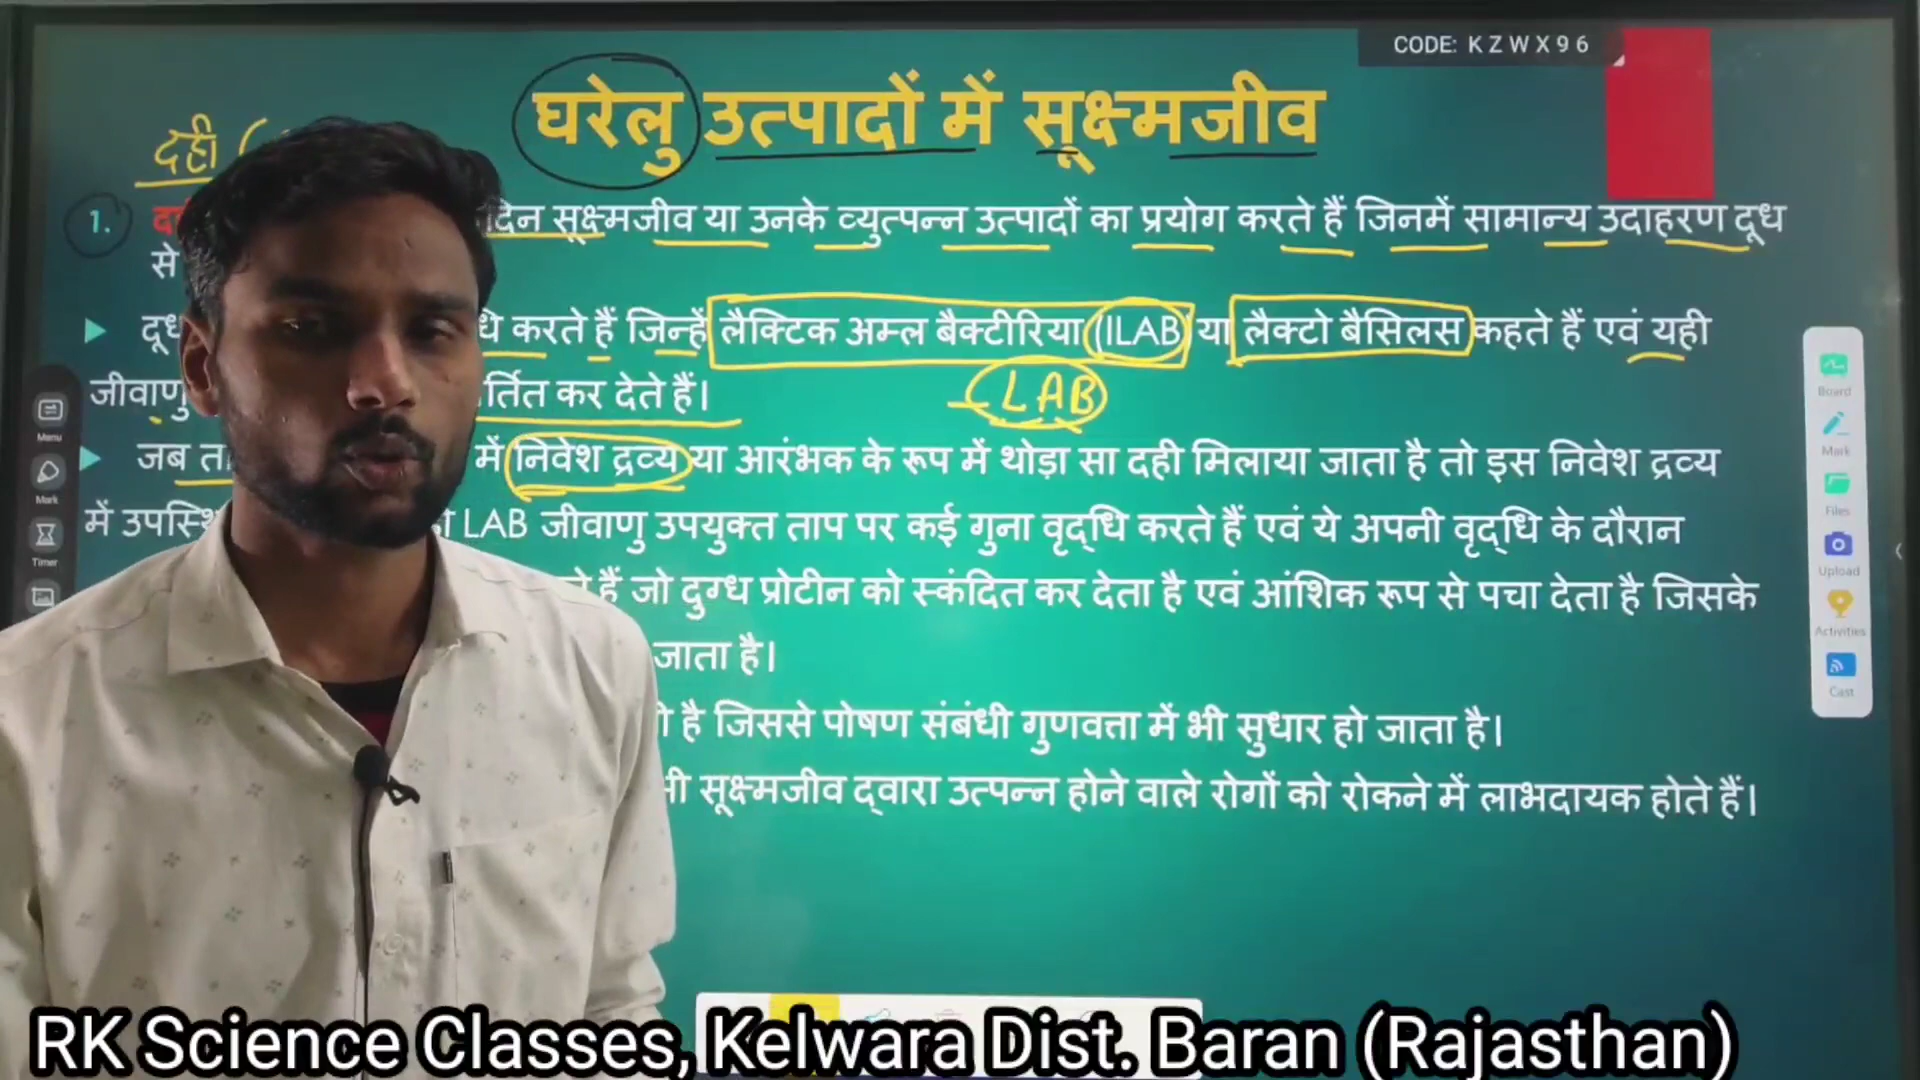 CODE: K Z W X 9 6
घरेलु उत्पादों में सूक्ष्मजीव
दही
1. दिन सूक्ष्मजीव या उनके व्युत्पन्न उत्पादों का प्रयोग करते हैं जिनमें सामान्य उदाहरण दूध
से
करते हैं जिन्हें लैक्टिक अम्ल बैक्टीरिया (lLAB) या लैक्टो बैसिलस कहते हैं एवं यही
LAB
जीवाणु कर देते हैं।
जब में निवेश द्रव्य या आरंभक के रूप में थोड़ा सा दही मिलाया जाता है तो इस निवेश द्रव्य
में LAB जीवाणु उपयुक्त ताप पर कई गुना वृद्धि करते हैं एवं ये अपनी वृद्धि के दौरान
हैं जो दुग्ध प्रोटीन को स्कंदित कर देता है एवं आंशिक रूप से पचा देता है जिसके
जाता है।
है जिससे पोषण संबंधी गुणवत्ता में भी सुधार हो जाता है।
सूक्ष्मजीव द्वारा उत्पन्न होने वाले रोगों को रोकने में लाभदायक होते हैं।
Menu
Mark
Timer
Board
Mark
Files
Upload
Activities
Cast
RK Science Classes, Kelwara Dist. Baran (Rajasthan)